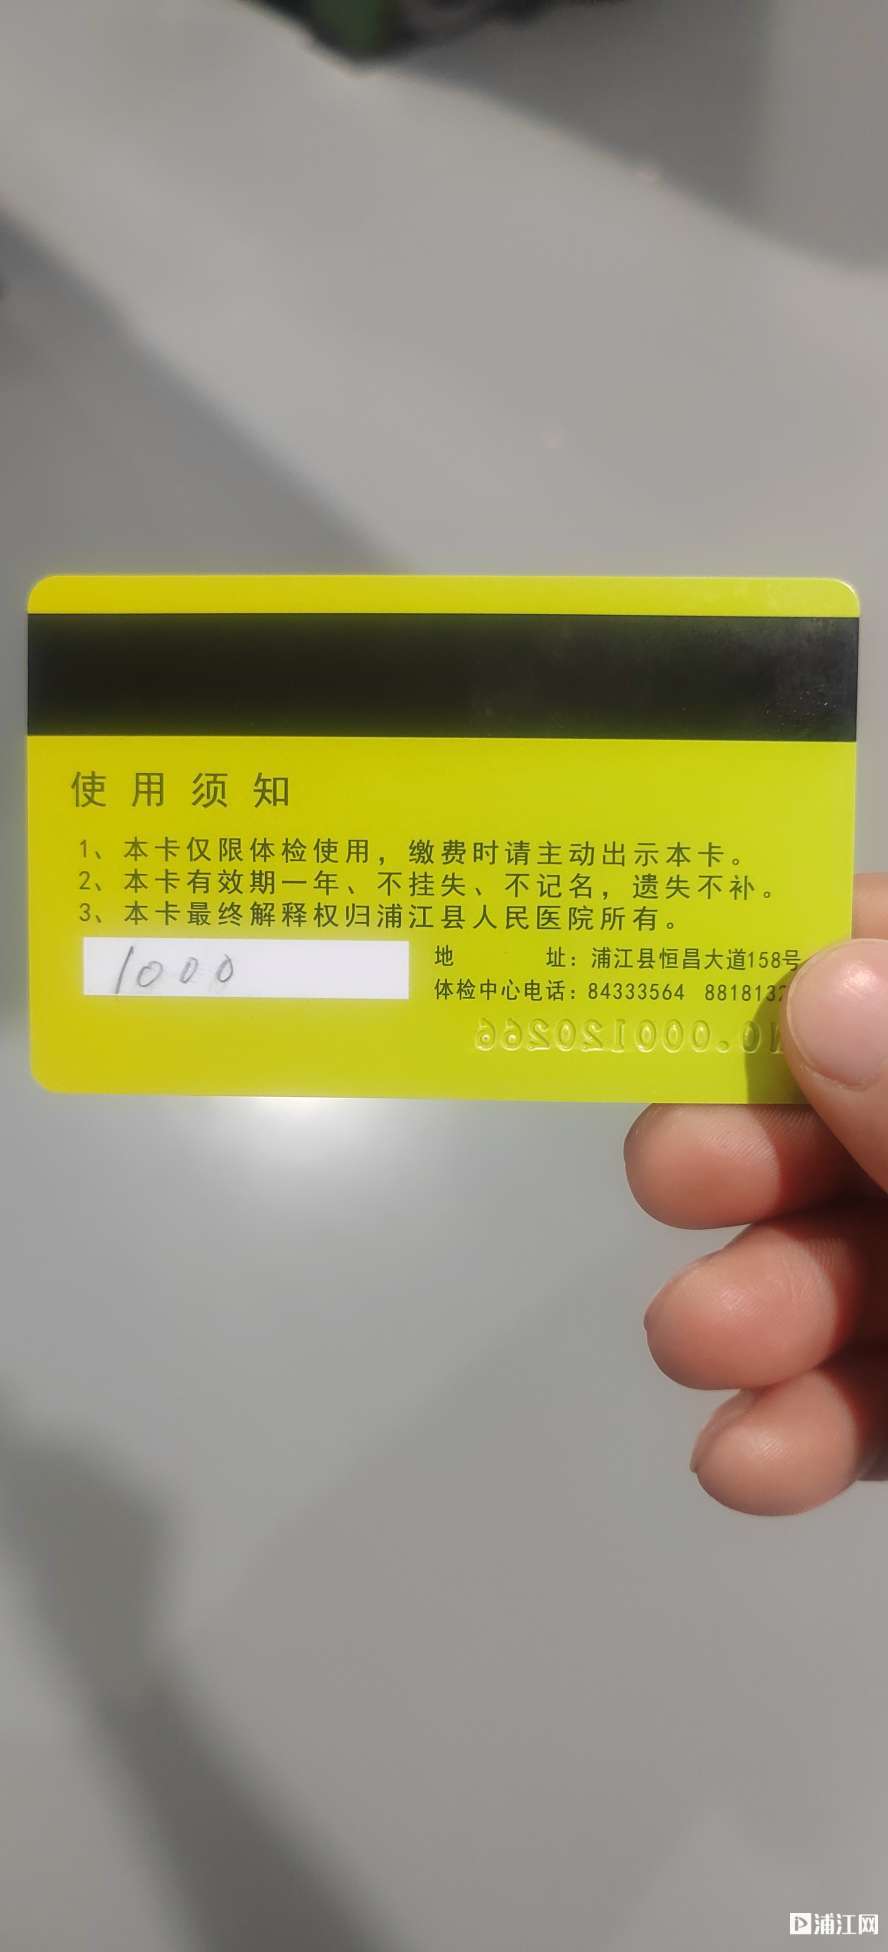 使用须知
1、本卡仅限体检使用，缴费时请主动出示本卡。
2、本卡有效期一年、不挂失、不记名，遗失不补。
3、本卡最终解释权归浦江县人民医院所有。
1000
地 址：浦江县恒昌大道158号
体检中心电话：84333564
NO.000120266
浦江网